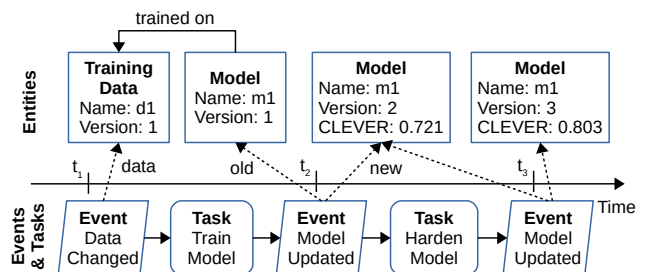 trained on
Entities
Training
Data
Name: d1
Version: 1
Model
Name: m1
Version: 1
Model
Name: m1
Version: 2
CLEVER: 0.721
Model
Name: m1
Version: 3
CLEVER: 0.803
t1
data
old
t2
new
t3
Time
Events
& Tasks
Event
Data
Changed
Task
Train
Model
Event
Model
Updated
Task
Harden
Model
Event
Model
Updated